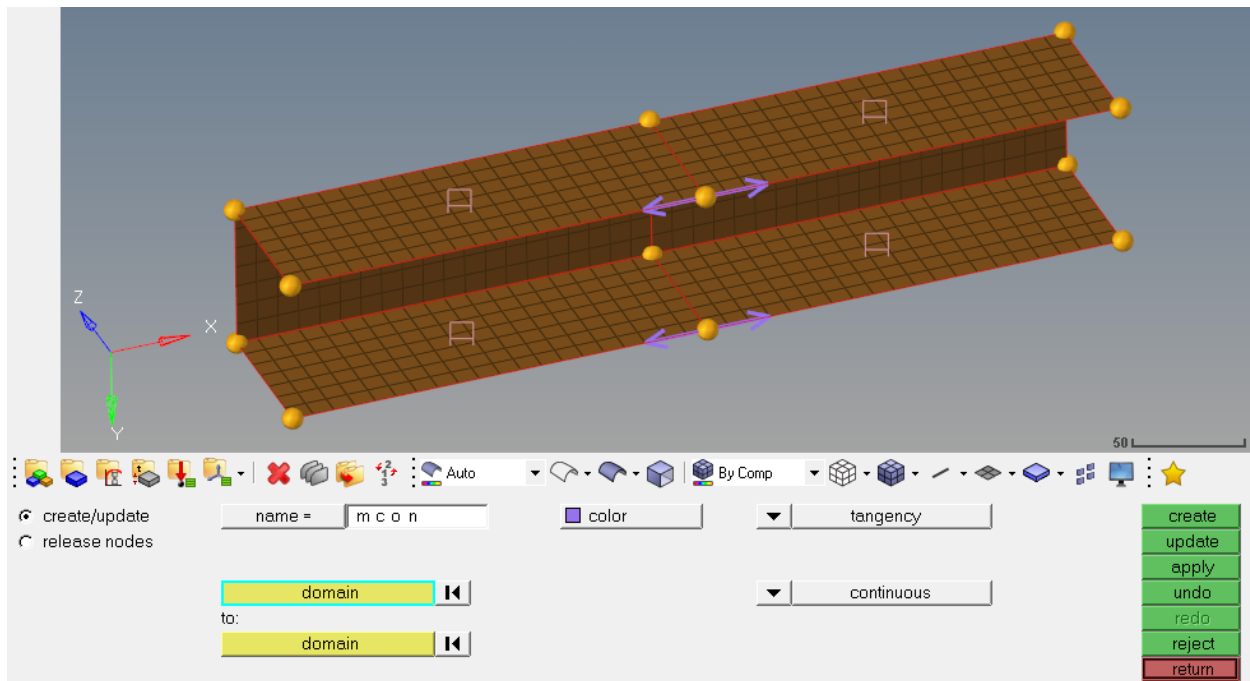 Z
X
Y
50
Auto
By Comp
create/update
name =
m c o n
color
tangency
create
release nodes
update
apply
domain
continuous
undo
to:
redo
domain
reject
return